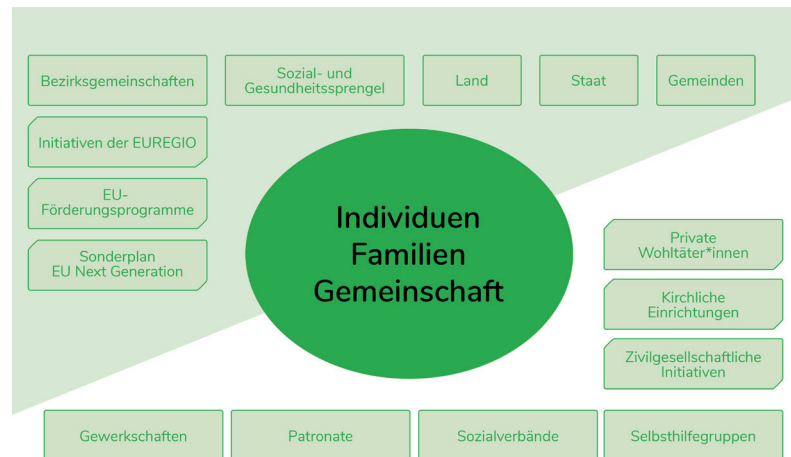 Bezirksgemeinschaften
Sozial- und
Gesundheitssprengel
Land
Staat
Gemeinden
Initiativen der EUREGIO
EU-
Förderungsprogramme
Sonderplan
EU Next Generation
Individuen
Familien
Gemeinschaft
Private
Wohltäter*innen
Kirchliche
Einrichtungen
Zivilgesellschaftliche
Initiativen
Gewerkschaften
Patronate
Sozialverbände
Selbsthilfegruppen